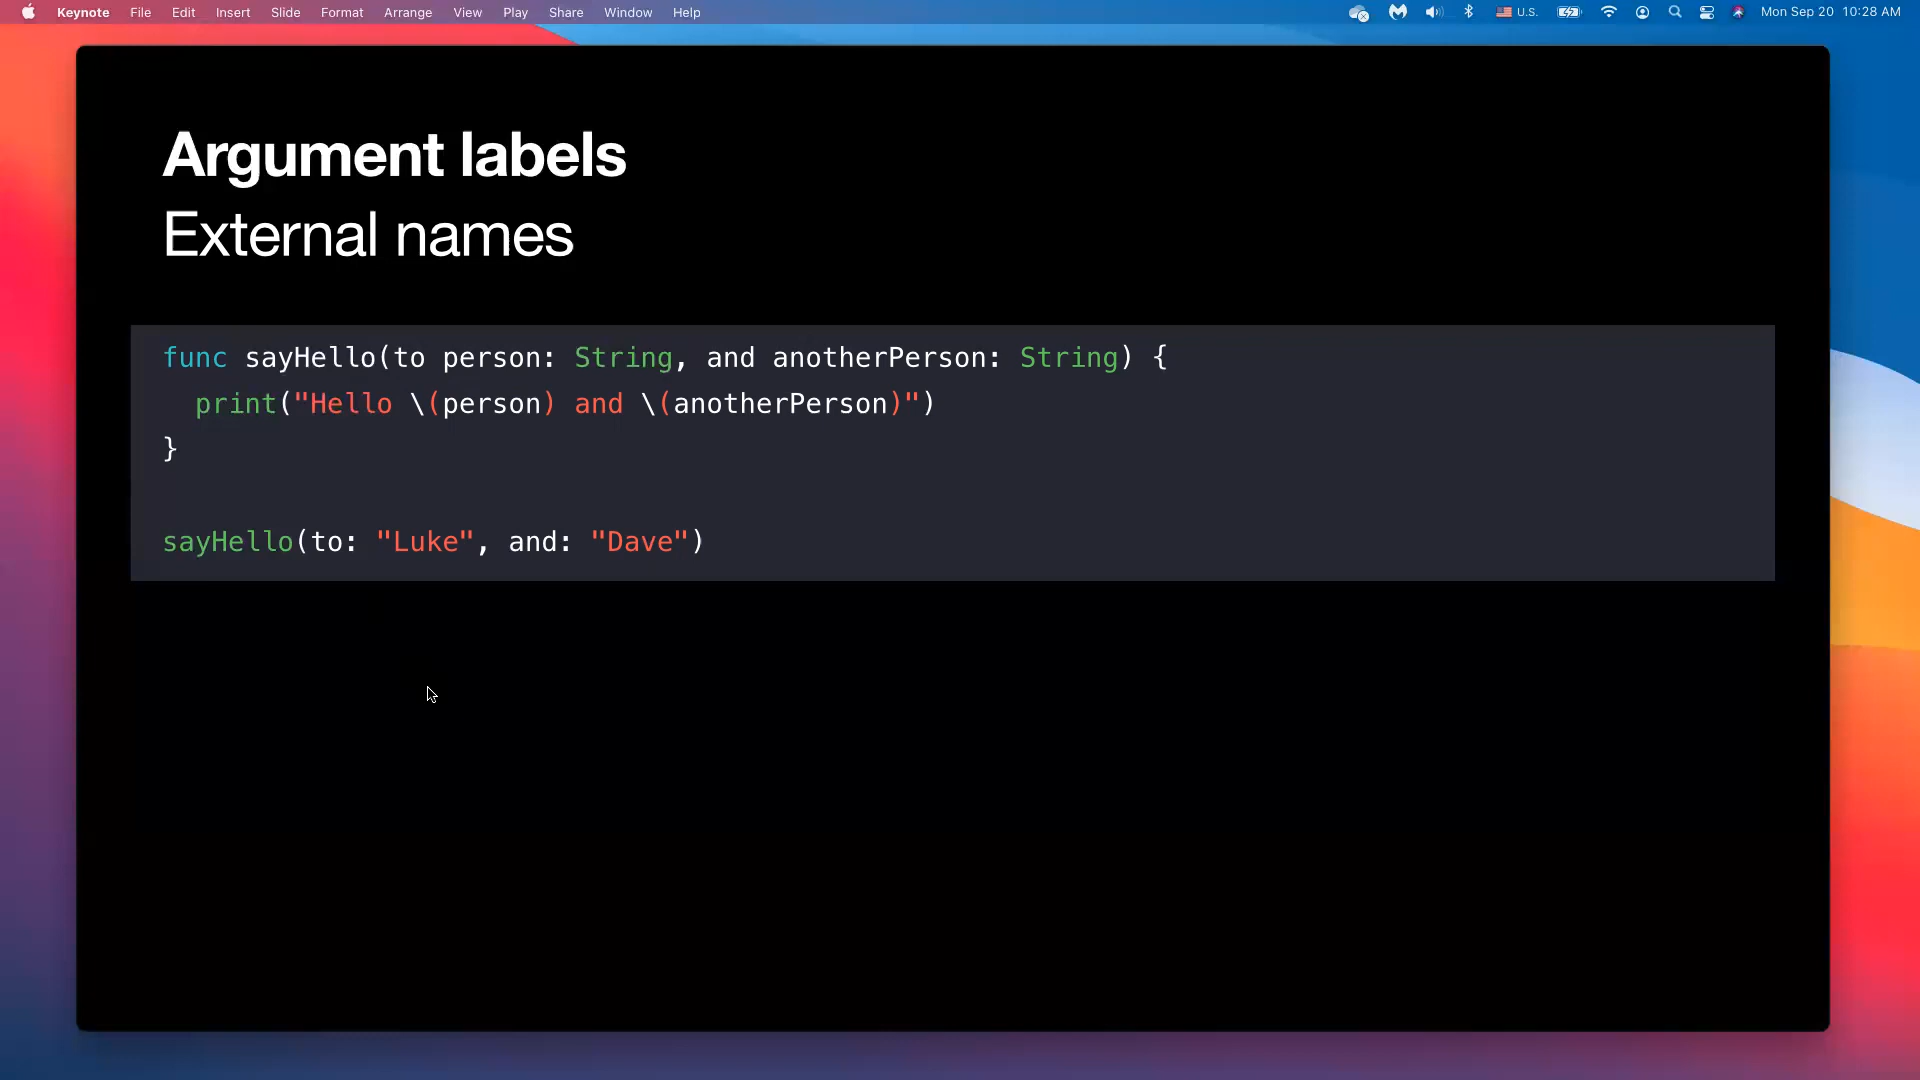 Keynote File Edit Insert Slide Format Arrange View Play Share Window Help U.S. Mon Sep 20 10:28 AM
Argument labels
External names
func sayHello(to person: String, and anotherPerson: String) {
  print("Hello \(person) and \(anotherPerson)")
}
sayHello(to: "Luke", and: "Dave")